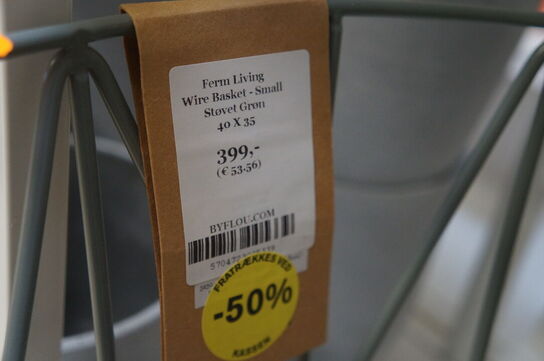 Ferm Living
Wire Basket - Small
Støvet Grøn
40 X 35
399,-
(€ 53.56)
BYFLOU.COM
FRATRÆKKES VED
-50%
KASSEN